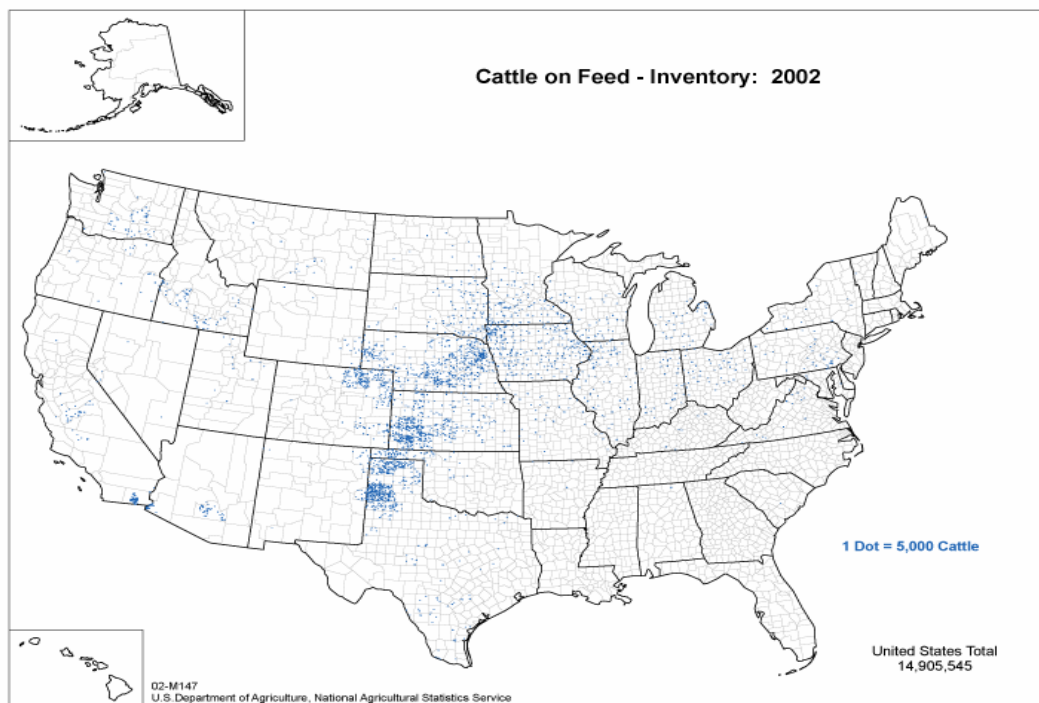 Cattle on Feed - Inventory:  2002
1 Dot = 5,000 Cattle
United States Total
14,905,545
02-M147
U.S.Department of Agriculture, National Agricultural Statistics Service